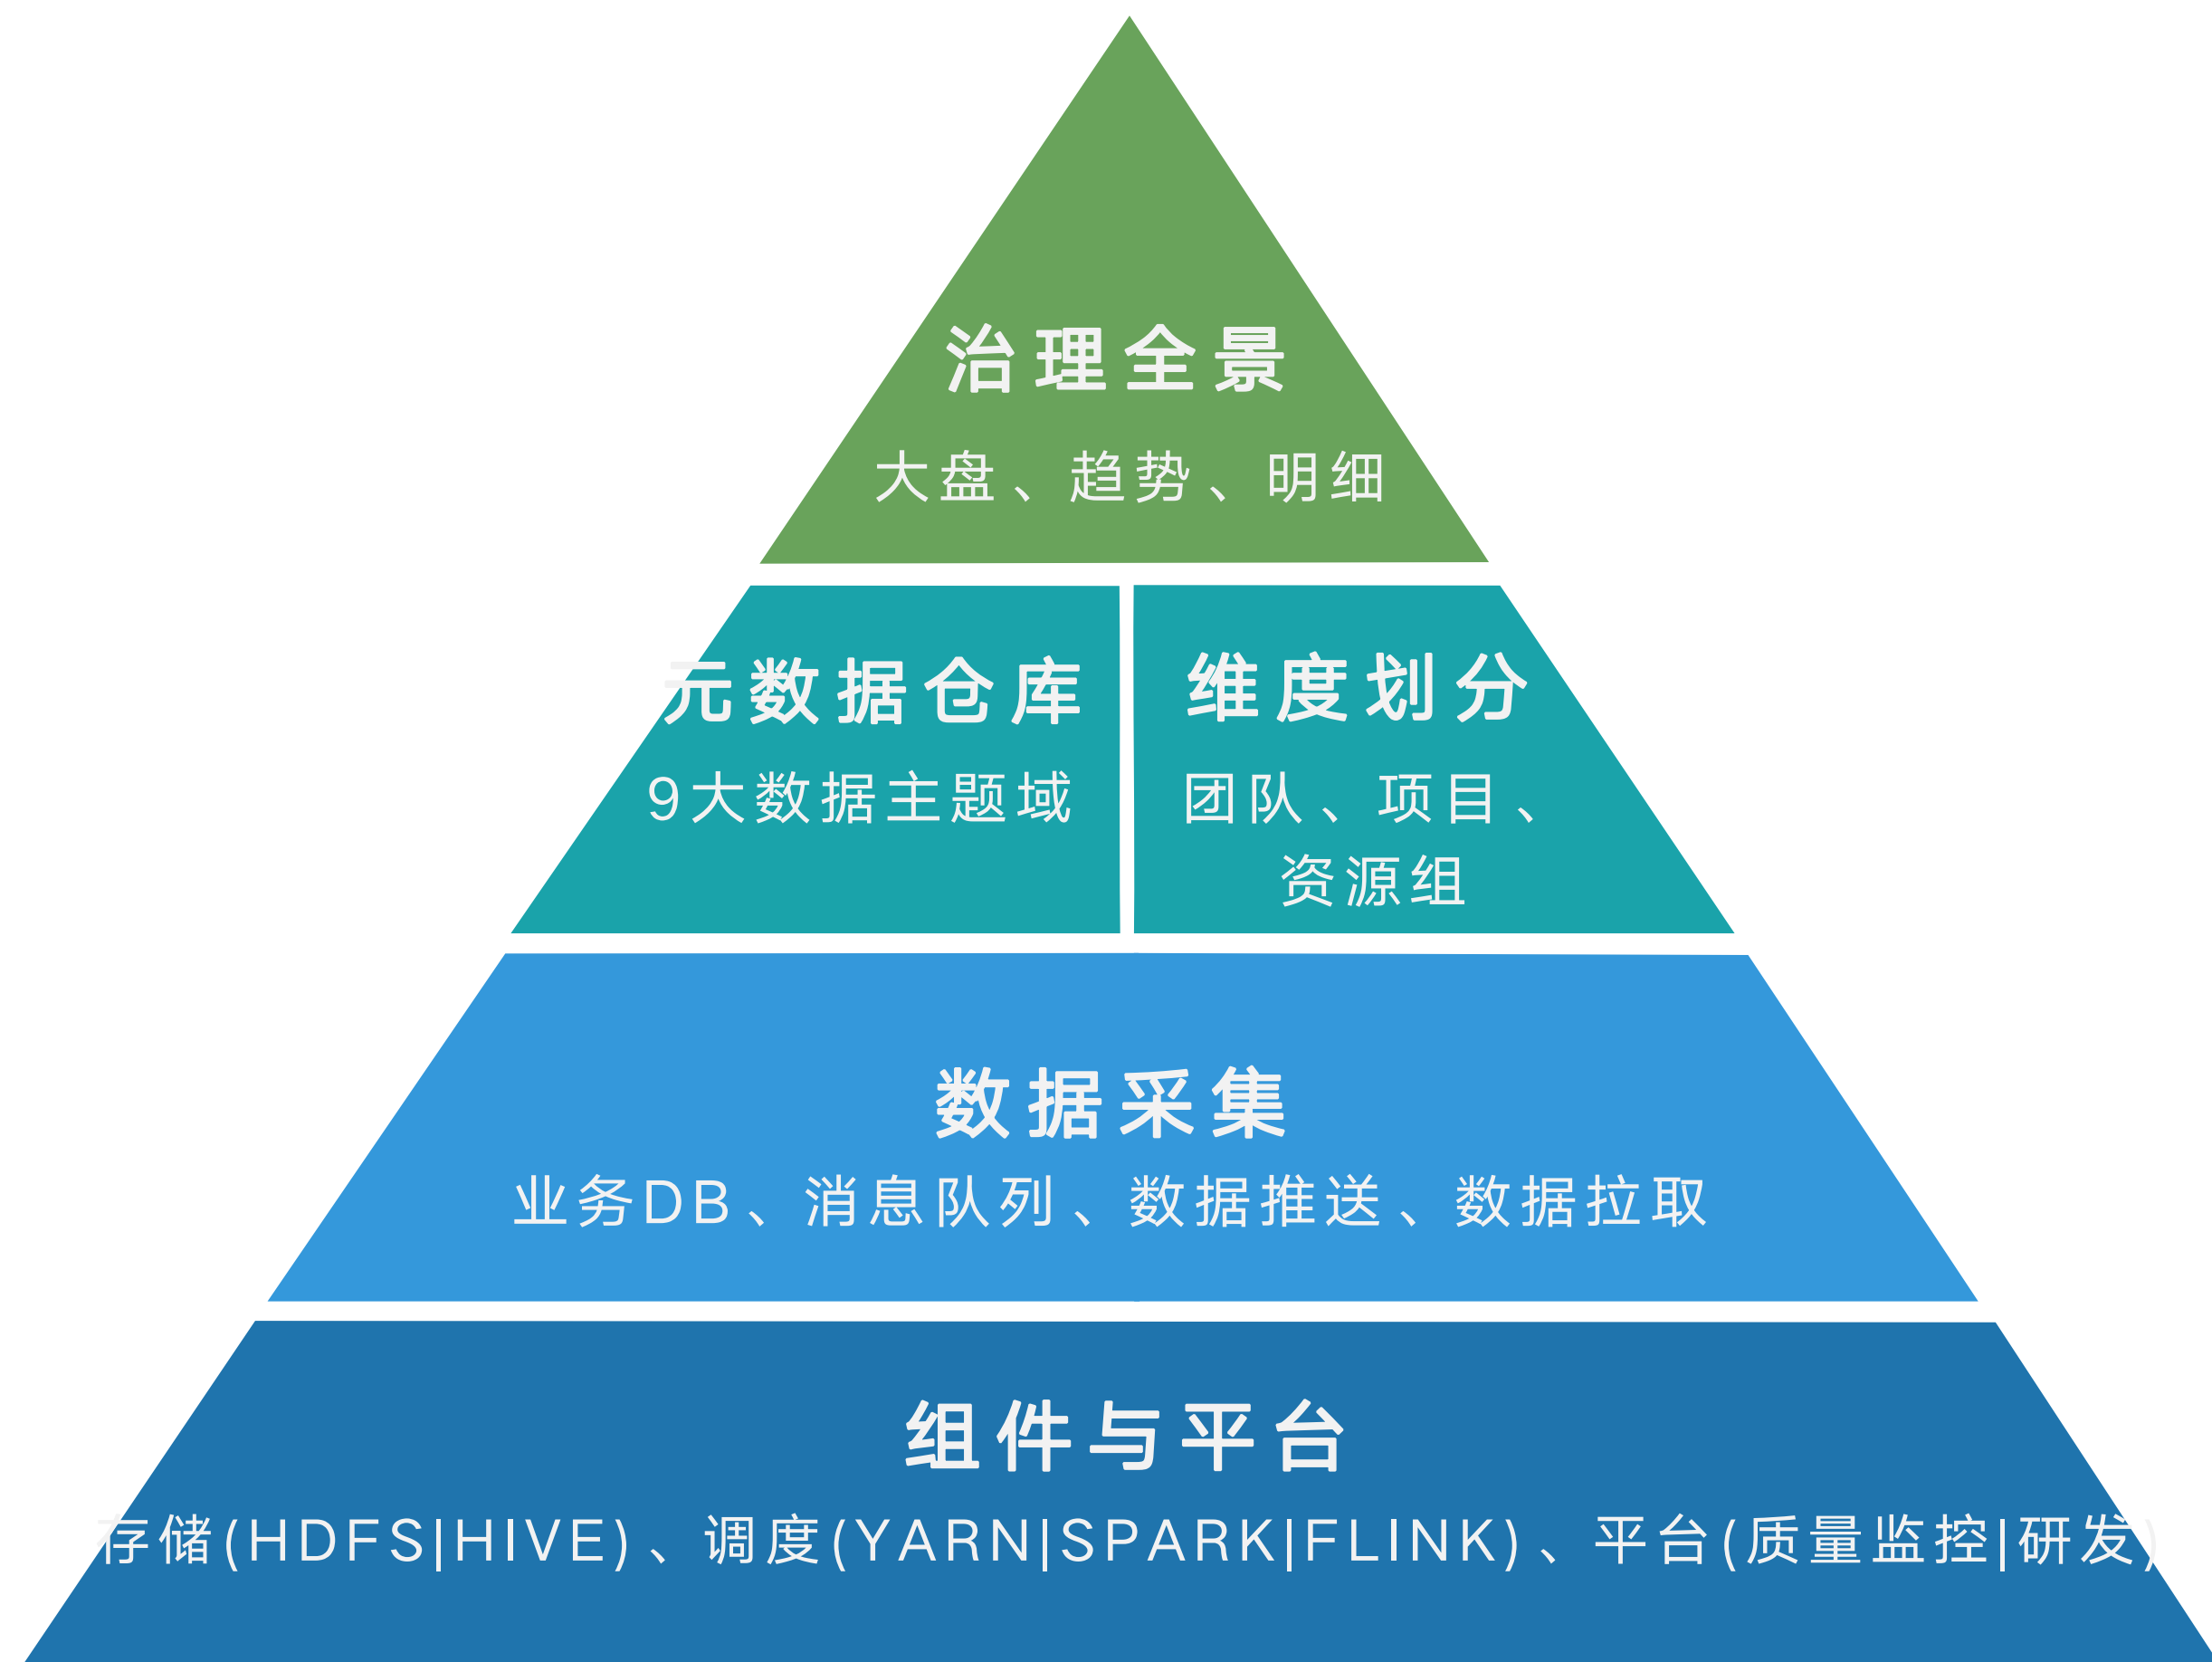 治理全景
大盘、趋势、明细
元数据仓库
9大数据主题域
维度划分
团队、项目、
资源组
数据采集
业务DB、消息队列、数据推送、数据拉取
组件与平台
存储(HDFS|HIVE)、调度(YARN|SPARK|FLINK)、平台(质量监控|研发)